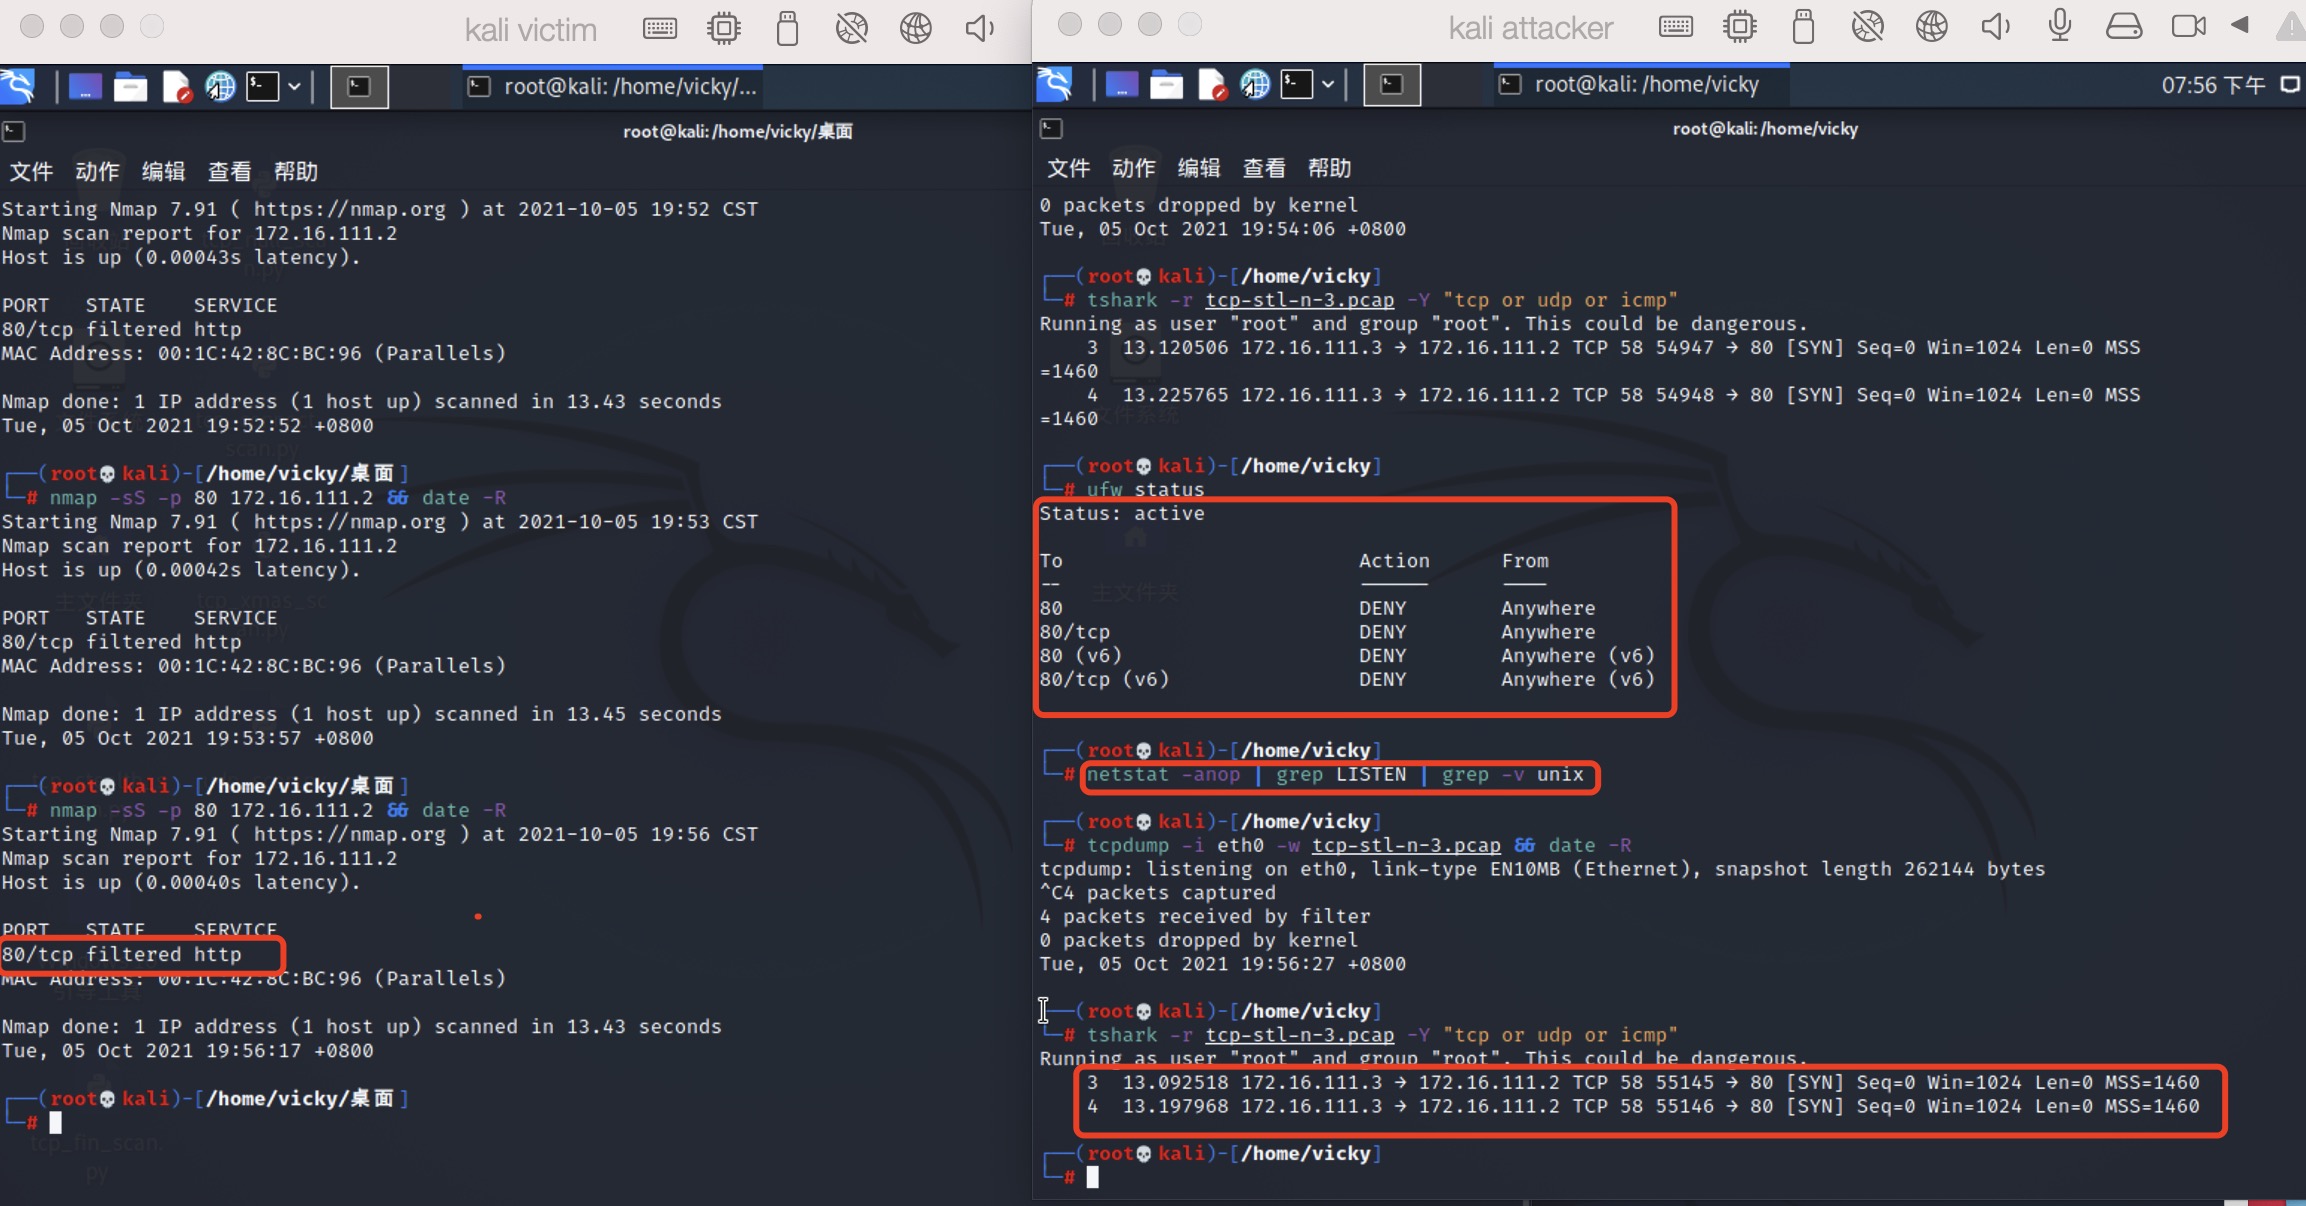 kali victim
root@kali: /home/vicky/...
root@kali: /home/vicky/桌面
文件 动作 编辑 查看 帮助
Starting Nmap 7.91 ( https://nmap.org ) at 2021-10-05 19:52 CST
Nmap scan report for 172.16.111.2
Host is up (0.00043s latency).
PORT STATE SERVICE
80/tcp filtered http
MAC Address: 00:1C:42:8C:BC:96 (Parallels)
Nmap done: 1 IP address (1 host up) scanned in 13.43 seconds
Tue, 05 Oct 2021 19:52:52 +0800
┌──(root💀kali)-[/home/vicky/桌面]
└─# nmap -sS -p 80 172.16.111.2 && date -R
Starting Nmap 7.91 ( https://nmap.org ) at 2021-10-05 19:53 CST
Nmap scan report for 172.16.111.2
Host is up (0.00042s latency).
PORT STATE SERVICE
80/tcp filtered http
MAC Address: 00:1C:42:8C:BC:96 (Parallels)
Nmap done: 1 IP address (1 host up) scanned in 13.45 seconds
Tue, 05 Oct 2021 19:53:57 +0800
┌──(root💀kali)-[/home/vicky/桌面]
└─# nmap -sS -p 80 172.16.111.2 && date -R
Starting Nmap 7.91 ( https://nmap.org ) at 2021-10-05 19:56 CST
Nmap scan report for 172.16.111.2
Host is up (0.00040s latency).
PORT STATE SERVICE
80/tcp filtered http
MAC Address: 00:1C:42:8C:BC:96 (Parallels)
Nmap done: 1 IP address (1 host up) scanned in 13.43 seconds
Tue, 05 Oct 2021 19:56:17 +0800
┌──(root💀kali)-[/home/vicky/桌面]
└─#
tcp_fin_scan.
py
kali attacker
root@kali: /home/vicky
07:56 下午
root@kali: /home/vicky
文件 动作 编辑 查看 帮助
0 packets dropped by kernel
Tue, 05 Oct 2021 19:54:06 +0800
┌──(root💀kali)-[/home/vicky]
└─# tshark -r tcp-stl-n-3.pcap -Y "tcp or udp or icmp"
Running as user "root" and group "root". This could be dangerous.
3 13.120506 172.16.111.3 → 172.16.111.2 TCP 58 54947 → 80 [SYN] Seq=0 Win=1024 Len=0 MSS
=1460
4 13.225765 172.16.111.3 → 172.16.111.2 TCP 58 54948 → 80 [SYN] Seq=0 Win=1024 Len=0 MSS
=1460
┌──(root💀kali)-[/home/vicky]
└─# ufw status
Status: active
To Action From
-- ------ ----
80 DENY Anywhere
80/tcp DENY Anywhere
80 (v6) DENY Anywhere (v6)
80/tcp (v6) DENY Anywhere (v6)
┌──(root💀kali)-[/home/vicky]
└─# netstat -anop | grep LISTEN | grep -v unix
┌──(root💀kali)-[/home/vicky]
└─# tcpdump -i eth0 -w tcp-stl-n-3.pcap && date -R
tcpdump: listening on eth0, link-type EN10MB (Ethernet), snapshot length 262144 bytes
^C4 packets captured
4 packets received by filter
0 packets dropped by kernel
Tue, 05 Oct 2021 19:56:27 +0800
┌──(root💀kali)-[/home/vicky]
└─# tshark -r tcp-stl-n-3.pcap -Y "tcp or udp or icmp"
Running as user "root" and group "root". This could be dangerous.
3 13.092518 172.16.111.3 → 172.16.111.2 TCP 58 55145 → 80 [SYN] Seq=0 Win=1024 Len=0 MSS=1460
4 13.197968 172.16.111.3 → 172.16.111.2 TCP 58 55146 → 80 [SYN] Seq=0 Win=1024 Len=0 MSS=1460
┌──(root💀kali)-[/home/vicky]
└─#